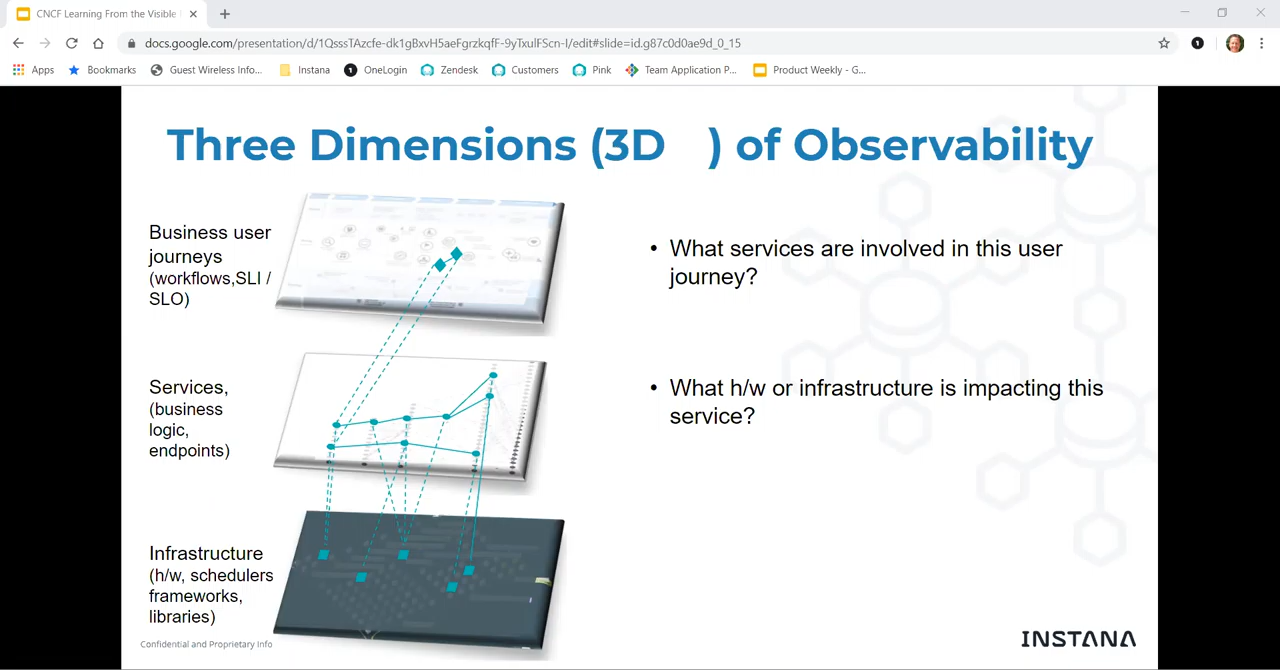 CNCF Learning From the Visible
docs.google.com/presentation/d/1QsssTAzcfe-dk1gBxvH5aeFgrzkqfF-9yTxulFScn-I/edit#slide=id.g87c0d0ae9d_0_15
Apps Bookmarks Guest Wireless Info... Instana OneLogin Zendesk Customers Pink Team Application P... Product Weekly - G...
Three Dimensions (3D ) of Observability
Business user
journeys
(workflows,SLI /
SLO)
• What services are involved in this user
journey?
Services,
(business
logic,
endpoints)
• What h/w or infrastructure is impacting this
service?
Infrastructure
(h/w, schedulers
frameworks,
libraries)
Confidential and Proprietary Info
INSTANA